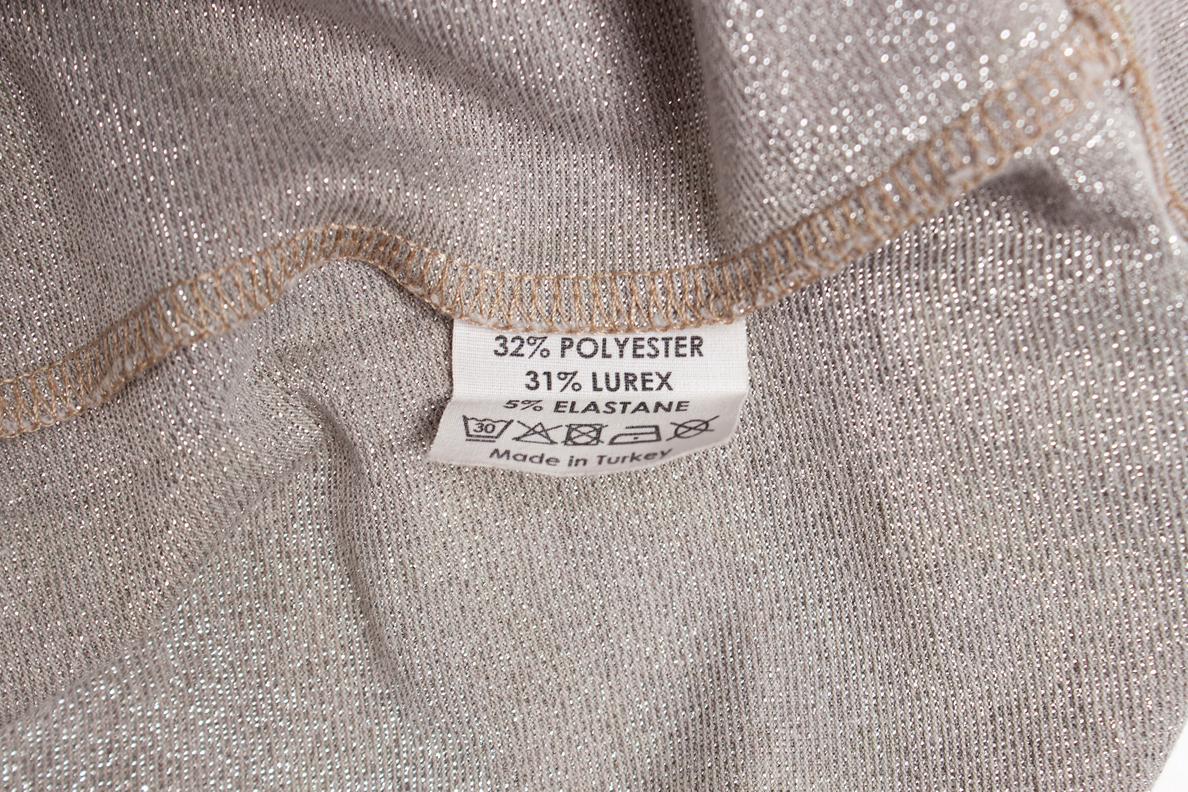 32% POLYESTER
31% LUREX
5% ELASTANE
30
Made in Turkey